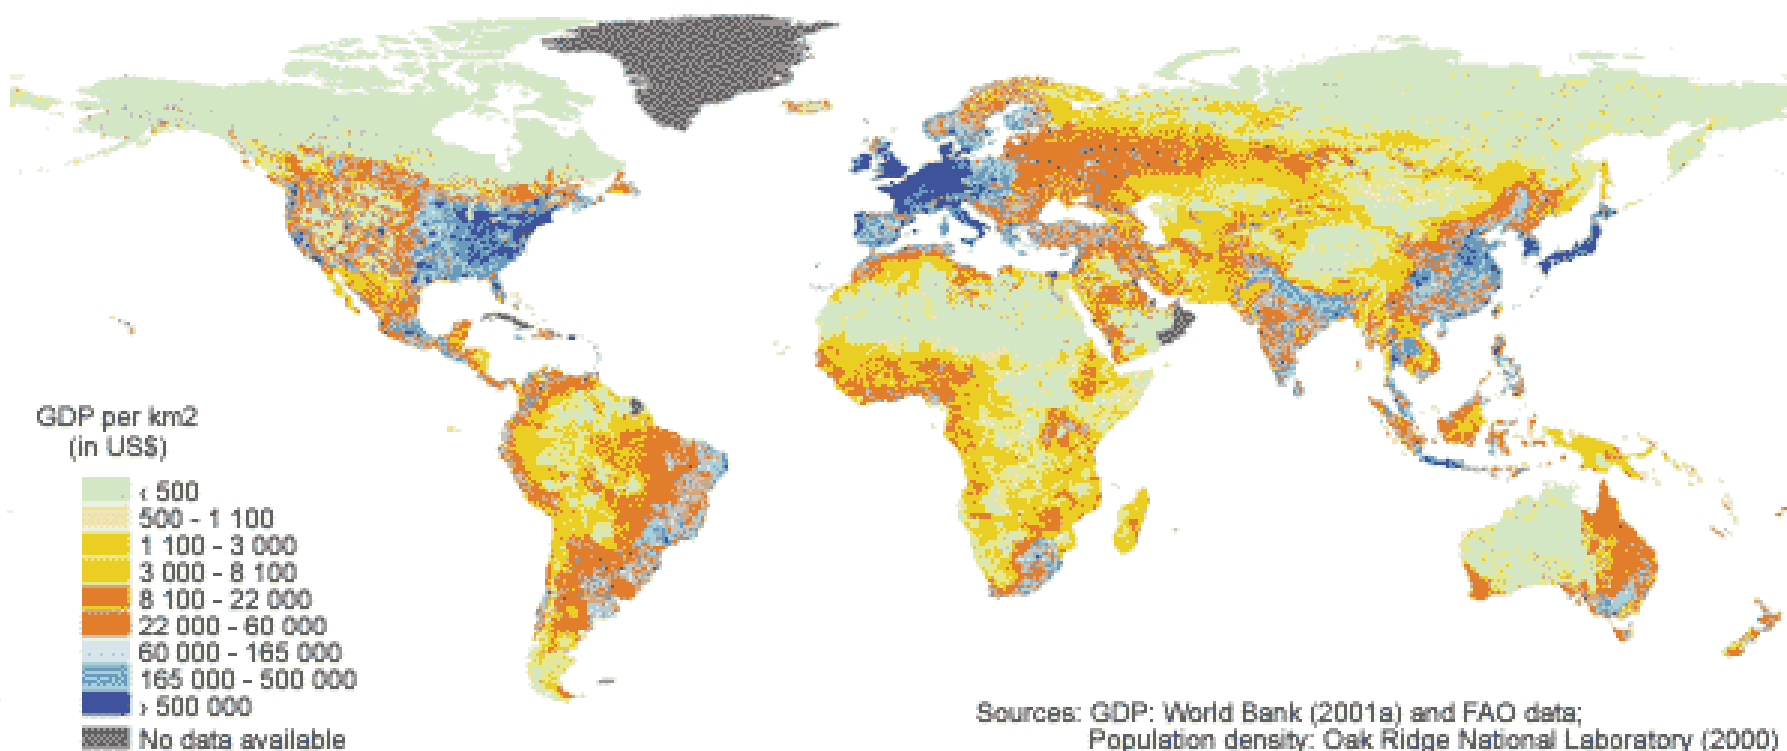 GDP per km2
(in US$)
< 500
500 - 1 100
1 100 - 3 000
3 000 - 8 100
8 100 - 22 000
22 000 - 60 000
60 000 - 165 000
165 000 - 500 000
> 500 000
No data available
Sources: GDP: World Bank (2001a) and FAO data;
Population density: Oak Ridge National Laboratory (2000)